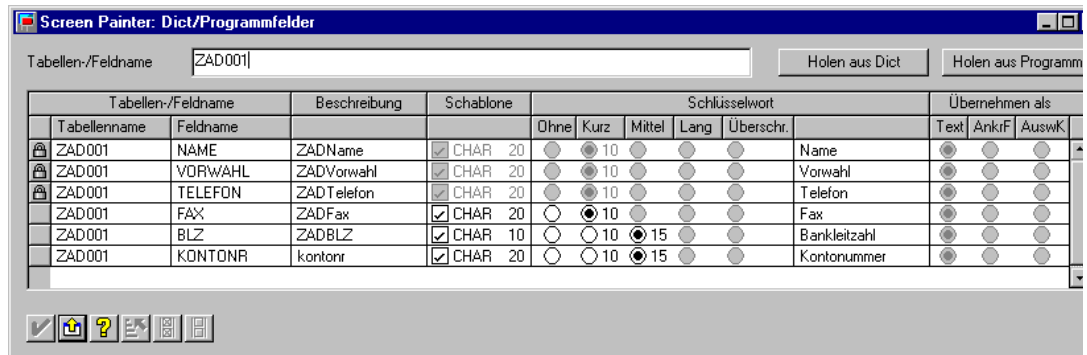 Screen Painter: Dict/Programmfelder
Tabellen-/Feldname ZAD001 Holen aus Dict Holen aus Programm
Tabellen-/Feldname Beschreibung Schablone Schlüsselwort Übernehmen als
Tabellenname Feldname Ohne Kurz Mittel Lang Überschr. Text AnkrF AuswK
ZAD001 NAME ZADName CHAR 20 10 Name
ZAD001 VORWAHL ZADVorwahl CHAR 20 10 Vorwahl
ZAD001 TELEFON ZADTelefon CHAR 20 10 Telefon
ZAD001 FAX ZADFax CHAR 20 10 Fax
ZAD001 BLZ ZADBLZ CHAR 10 10 15 Bankleitzahl
ZAD001 KONTONR kontonr CHAR 20 10 15 Kontonummer